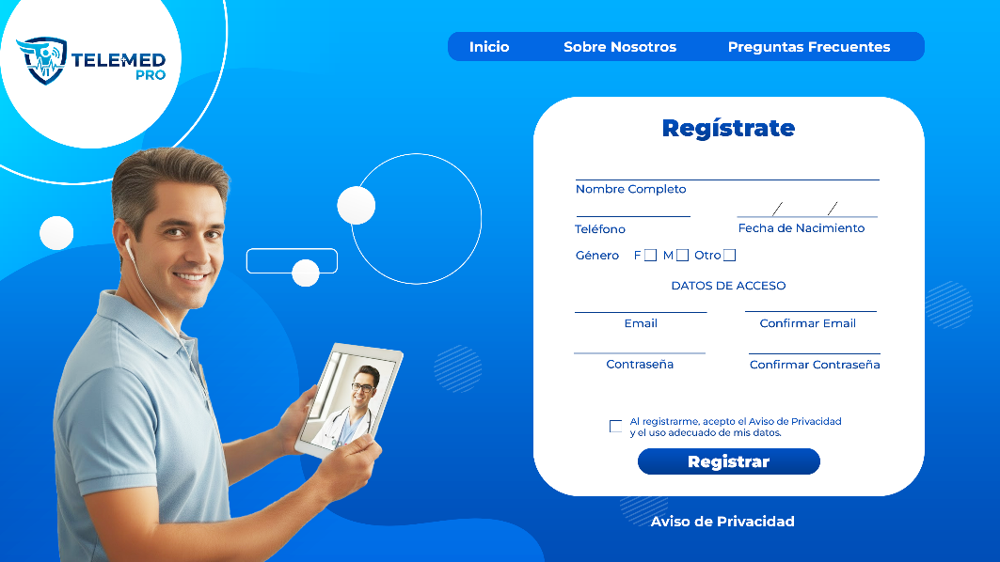 TELEMED
PRO
Inicio Sobre Nosotros Preguntas Frecuentes
Regístrate
Nombre Completo
/ /
Teléfono Fecha de Nacimiento
Género F M Otro
DATOS DE ACCESO
Email Confirmar Email
Contraseña Confirmar Contraseña
Al registrarme, acepto el Aviso de Privacidad
y el uso adecuado de mis datos.
Registrar
Aviso de Privacidad